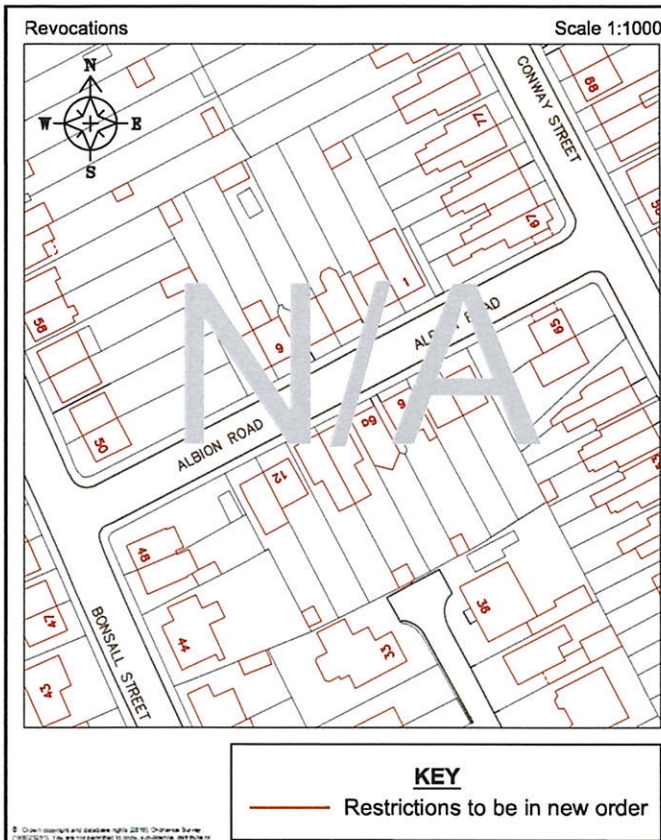 Revocations
Scale 1:1000
N
W E
S
CONWAY STREET
88
77
58
67
1
58
6
ALBION ROAD
65
N/A
50
ALBION ROAD
6a
12
48
36
47
44
33
43
BONSALL STREET
KEY
Restrictions to be in new order